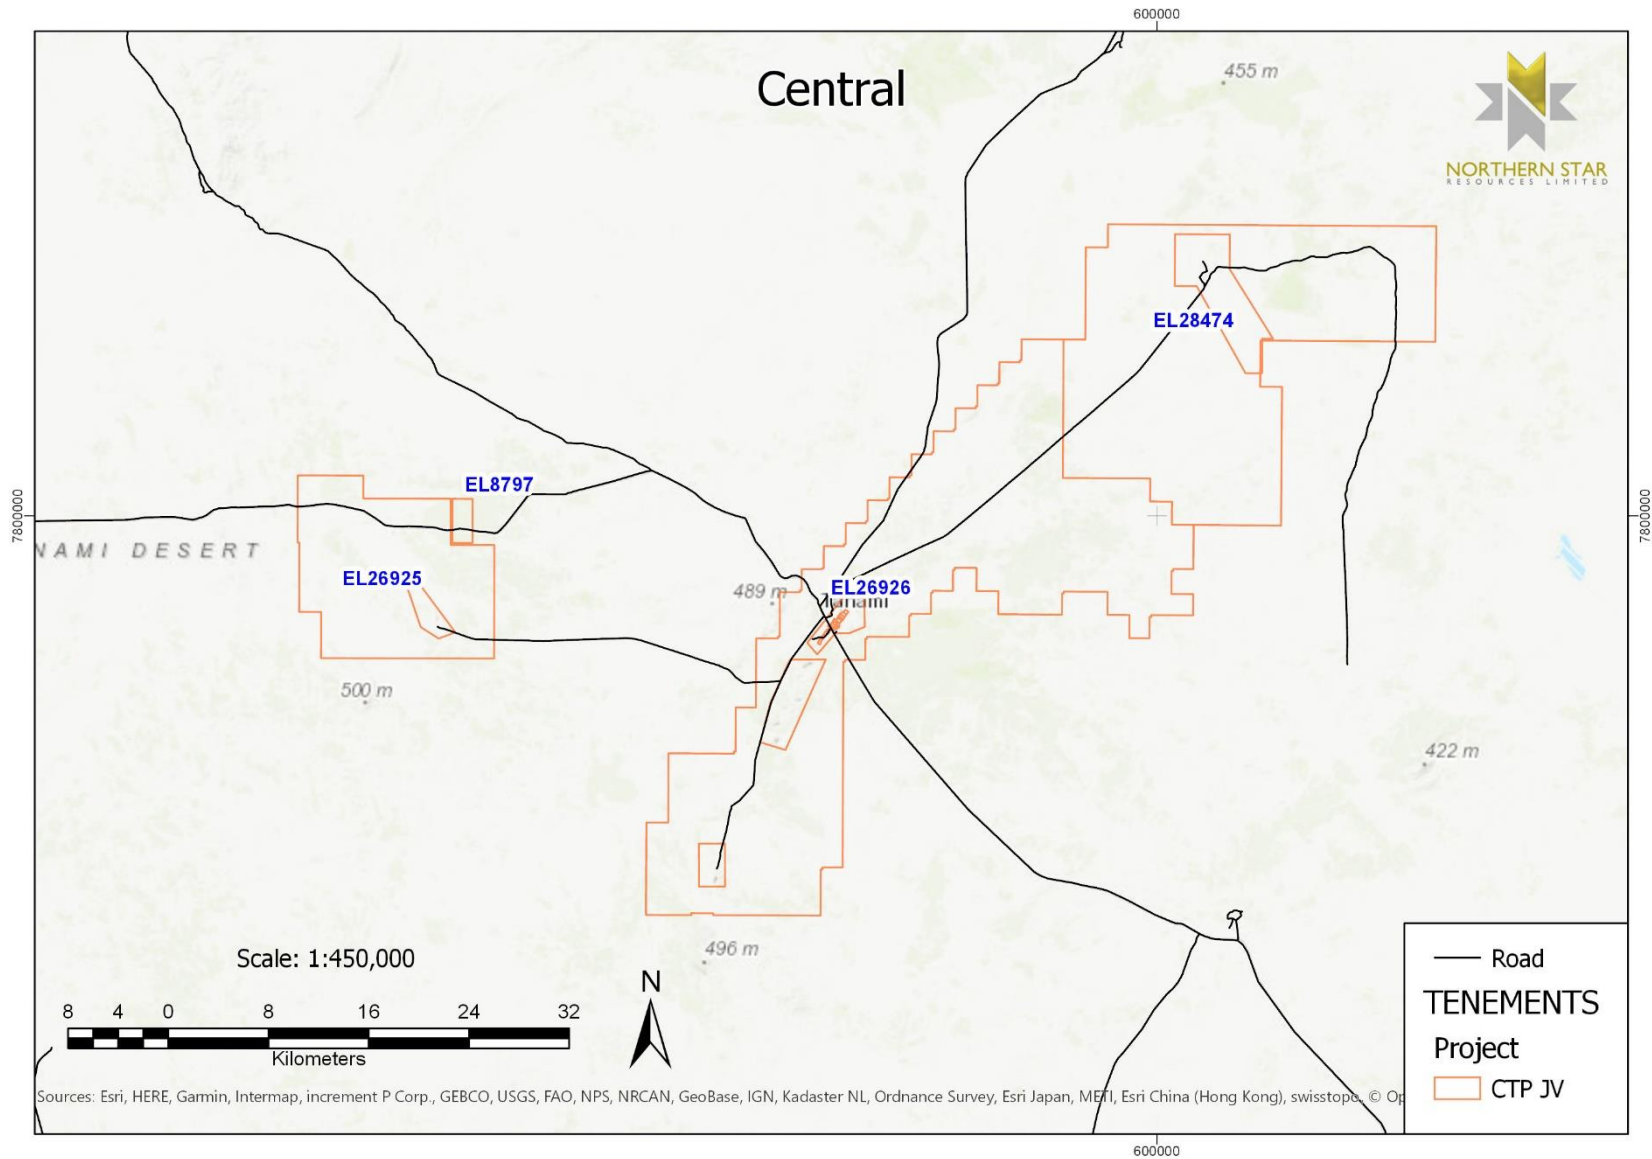 600000
Central
455 m
NORTHERN STAR
RESOURCES LIMITED
EL28474
EL8797
7800000
7800000
NAMI DESERT
EL26925
489 m
EL26926
Tanami
500 m
422 m
496 m
Scale: 1:450,000
N
8 4 0 8 16 24 32
Kilometers
Road
TENEMENTS
Project
CTP JV
Sources: Esri, HERE, Garmin, Intermap, increment P Corp., GEBCO, USGS, FAO, NPS, NRCAN, GeoBase, IGN, Kadaster NL, Ordnance Survey, Esri Japan, METI, Esri China (Hong Kong), swisstopo, © Op
600000